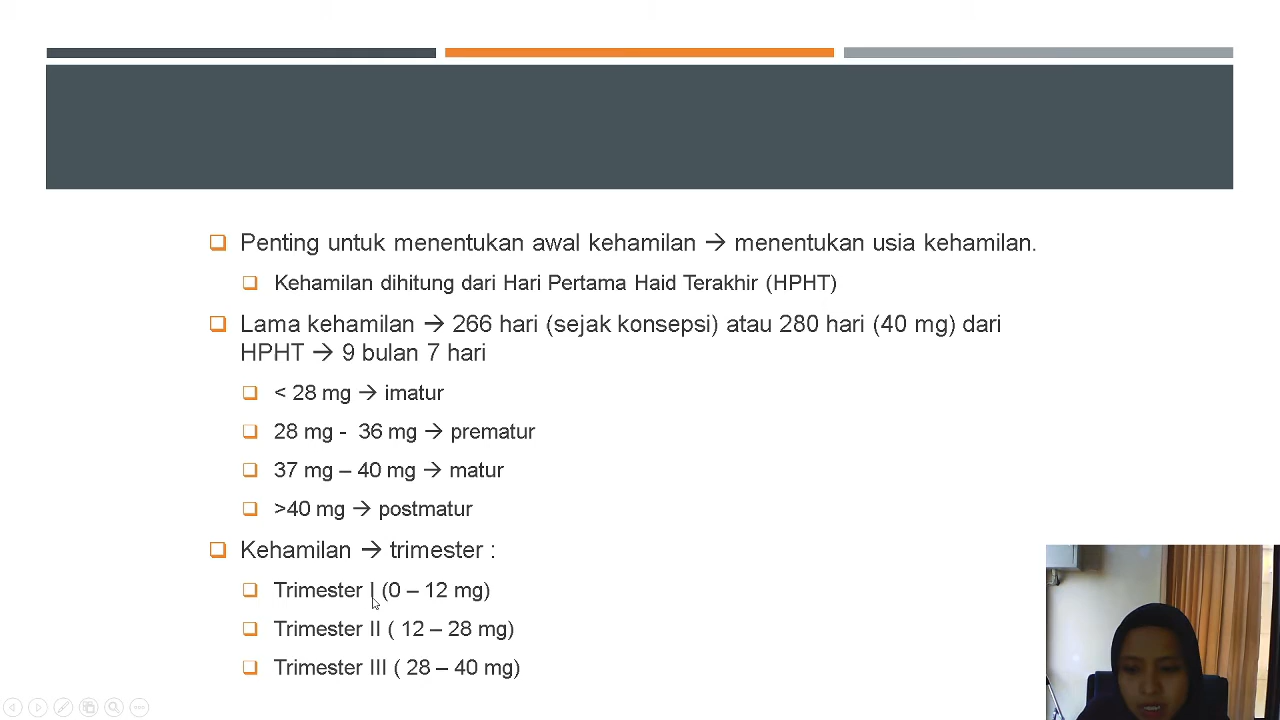 Penting untuk menentukan awal kehamilan → menentukan usia kehamilan.
Kehamilan dihitung dari Hari Pertama Haid Terakhir (HPHT)
Lama kehamilan → 266 hari (sejak konsepsi) atau 280 hari (40 mg) dari
HPHT → 9 bulan 7 hari
< 28 mg → imatur
28 mg - 36 mg → prematur
37 mg – 40 mg → matur
>40 mg → postmatur
Kehamilan → trimester :
Trimester I (0 – 12 mg)
Trimester II ( 12 – 28 mg)
Trimester III ( 28 – 40 mg)